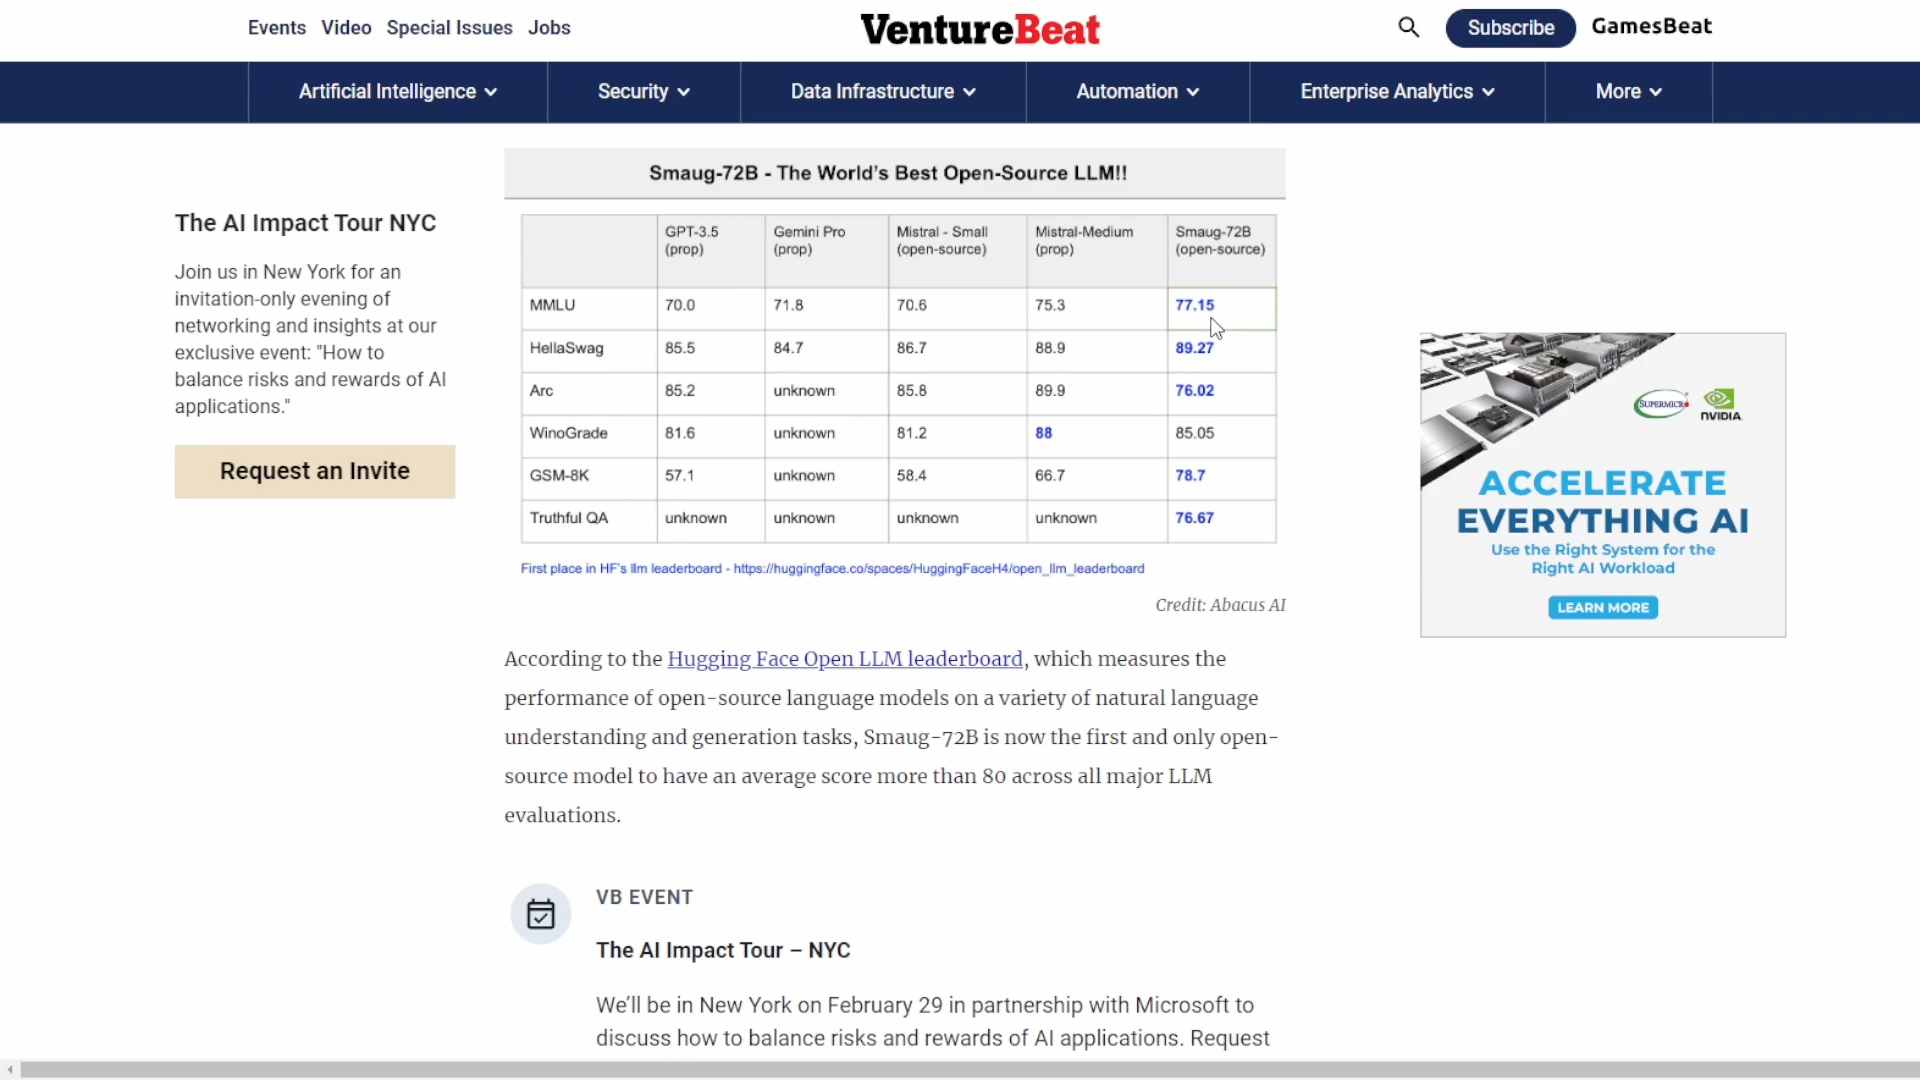 Events Video Special Issues Jobs
VentureBeat
Subscribe
GamesBeat
Artificial Intelligence
Security
Data Infrastructure
Automation
Enterprise Analytics
More
The AI Impact Tour NYC
Join us in New York for an
invitation-only evening of
networking and insights at our
exclusive event: "How to
balance risks and rewards of AI
applications."
Request an Invite
Smaug-72B - The World's Best Open-Source LLM!!
GPT-3.5 (prop) Gemini Pro (prop) Mistral - Small (open-source) Mistral-Medium (prop) Smaug-72B (open-source)
MMLU 70.0 71.8 70.6 75.3 77.15
HellaSwag 85.5 84.7 86.7 88.9 89.27
Arc 85.2 unknown 85.8 89.9 76.02
WinoGrade 81.6 unknown 81.2 88 85.05
GSM-8K 57.1 unknown 58.4 66.7 78.7
Truthful QA unknown unknown unknown unknown 76.67
First place in HF's llm leaderboard - https://huggingface.co/spaces/HuggingFaceH4/open_llm_leaderboard
Credit: Abacus AI
According to the Hugging Face Open LLM leaderboard, which measures the
performance of open-source language models on a variety of natural language
understanding and generation tasks, Smaug-72B is now the first and only open-
source model to have an average score more than 80 across all major LLM
evaluations.
VB EVENT
The AI Impact Tour – NYC
We'll be in New York on February 29 in partnership with Microsoft to
discuss how to balance risks and rewards of AI applications. Request
SUPERMICR
NVIDIA
ACCELERATE
EVERYTHING AI
Use the Right System for the
Right AI Workload
LEARN MORE